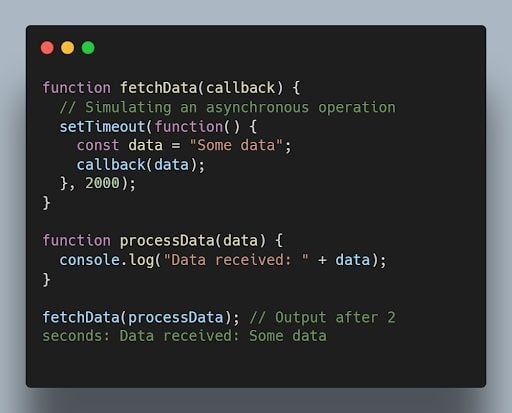 function fetchData(callback) {
  // Simulating an asynchronous operation
  setTimeout(function() {
    const data = "Some data";
    callback(data);
  }, 2000);
}

function processData(data) {
  console.log("Data received: " + data);
}

fetchData(processData); // Output after 2
seconds: Data received: Some data